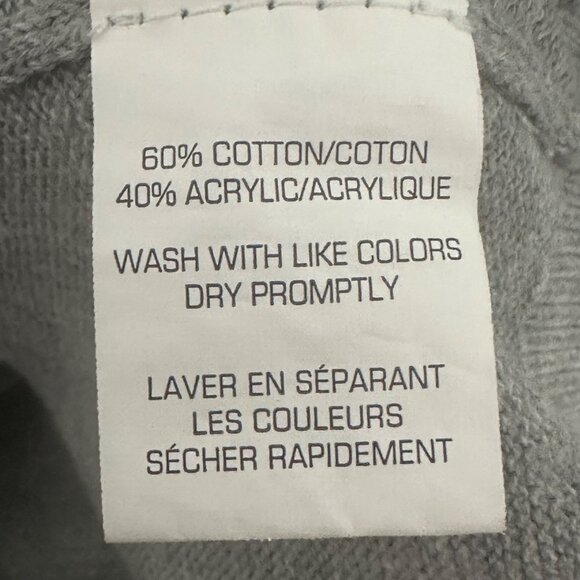 60% COTTON/COTON
40% ACRYLIC/ACRYLIQUE
WASH WITH LIKE COLORS
DRY PROMPTLY
LAVER EN SÉPARANT
LES COULEURS
SÉCHER RAPIDEMENT